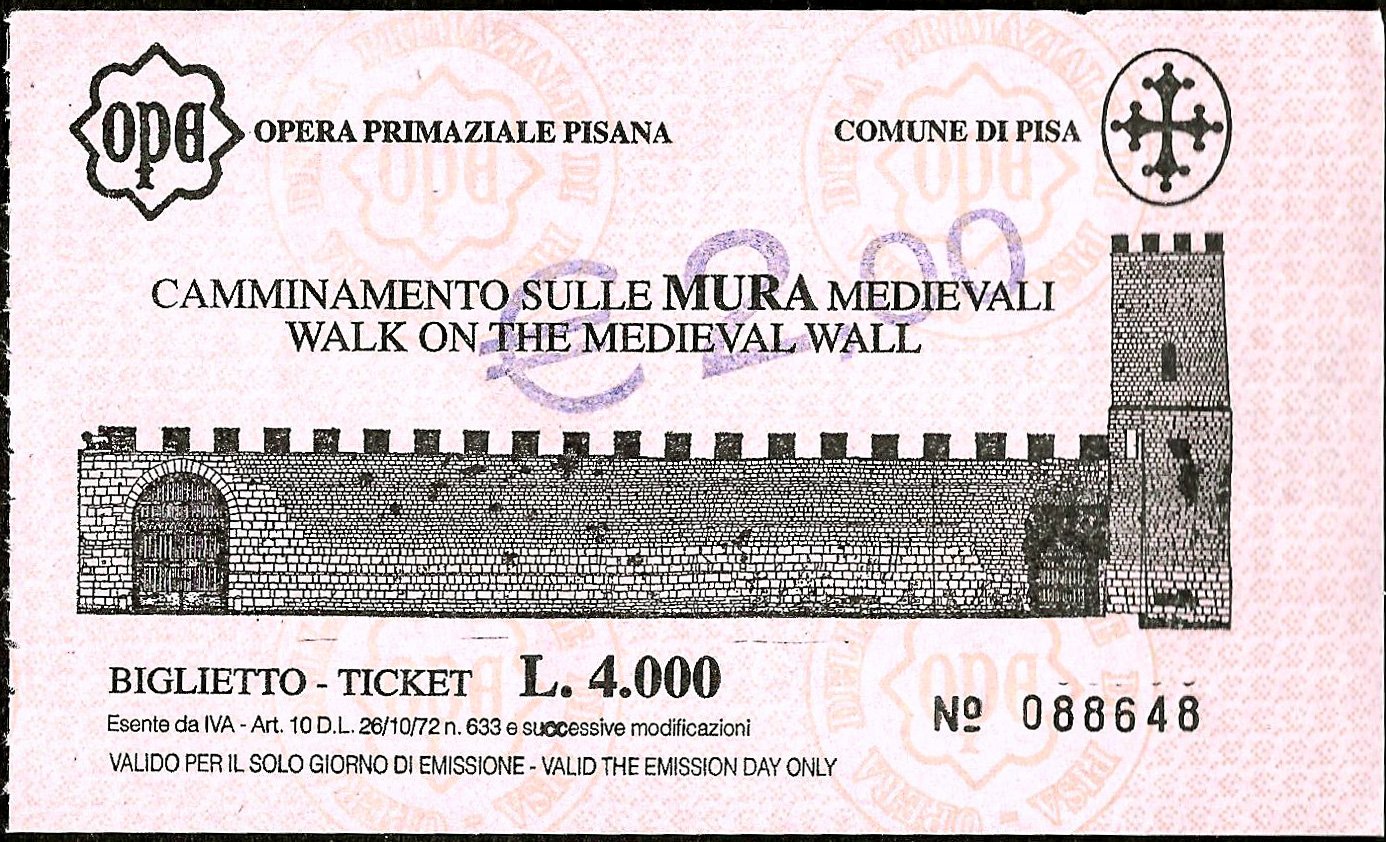 opa OPERA PRIMAZIALE PISANA
COMUNE DI PISA
€ 2,00
CAMMINAMENTO SULLE MURA MEDIEVALI
WALK ON THE MEDIEVAL WALL
BIGLIETTO - TICKET L. 4.000
Nº 088648
Esente da IVA - Art. 10 D.L. 26/10/72 n. 633 e successive modificazioni
VALIDO PER IL SOLO GIORNO DI EMISSIONE - VALID THE EMISSION DAY ONLY